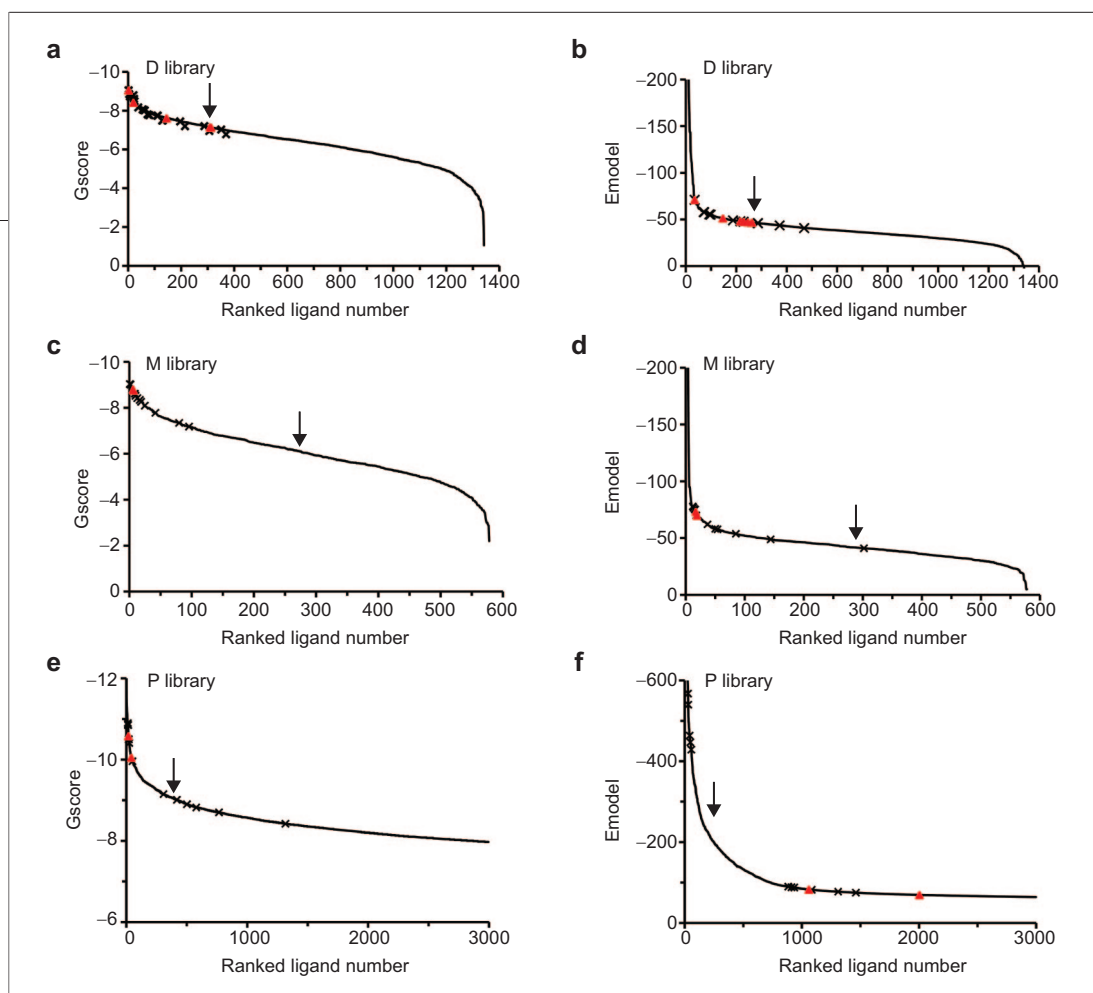 a
D library
Gscore
–10
–8
–6
–4
–2
0
0 200 400 600 800 1000 1200 1400
Ranked ligand number
b
D library
Emodel
–200
–150
–100
–50
0
0 200 400 600 800 1000 1200 1400
Ranked ligand number
c
M library
Gscore
–10
–8
–6
–4
–2
0
0 100 200 300 400 500 600
Ranked ligand number
d
M library
Emodel
–200
–150
–100
–50
0
0 100 200 300 400 500 600
Ranked ligand number
e
P library
Gscore
–12
–10
–8
–6
0 1000 2000 3000
Ranked ligand number
f
P library
Emodel
–600
–400
–200
0
0 1000 2000 3000
Ranked ligand number